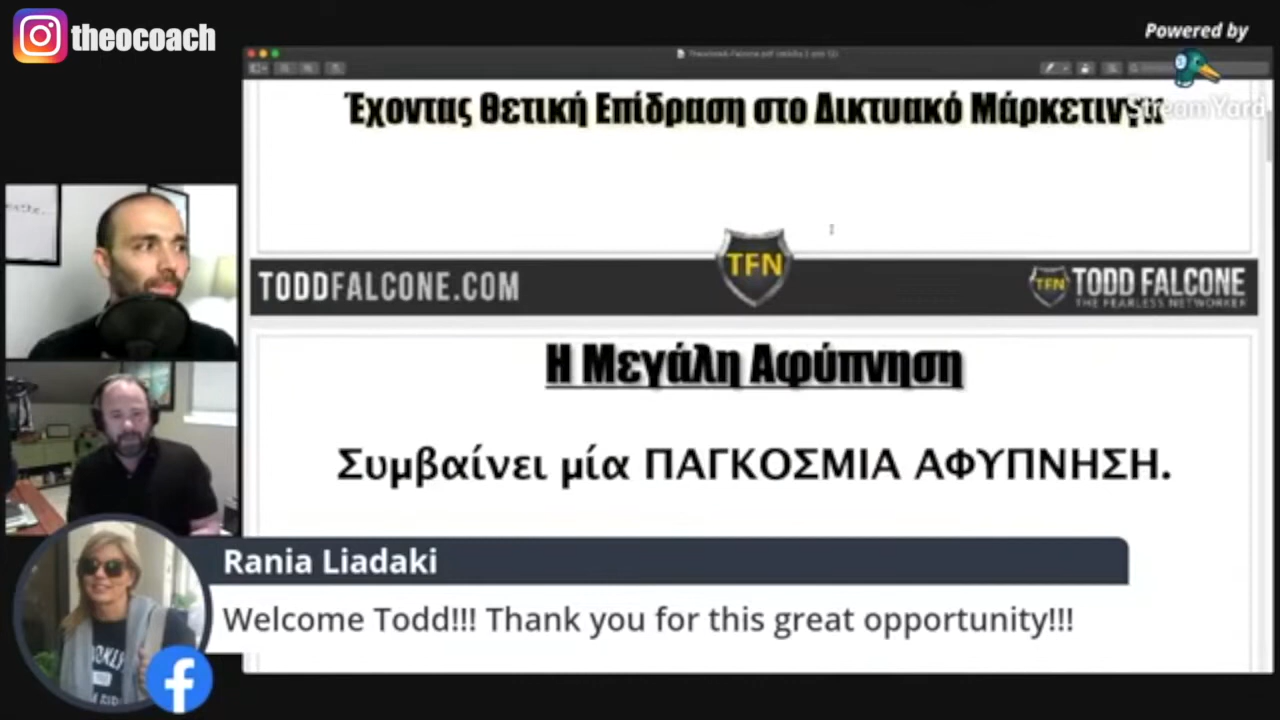 theocoach
Powered by
StreamYard
Έχοντας θετική Επίδραση στο Δικτυακό Μάρκετινγκ
TFN
TODDFALCONE.COM
TFN
TODD FALCONE
THE FEARLESS NETWORKER
Η Μεγάλη Αφύπνηση
Συμβαίνει μία ΠΑΓΚΟΣΜΙΑ ΑΦΥΠΝΗΣΗ.
Rania Liadaki
Welcome Todd!!! Thank you for this great opportunity!!!